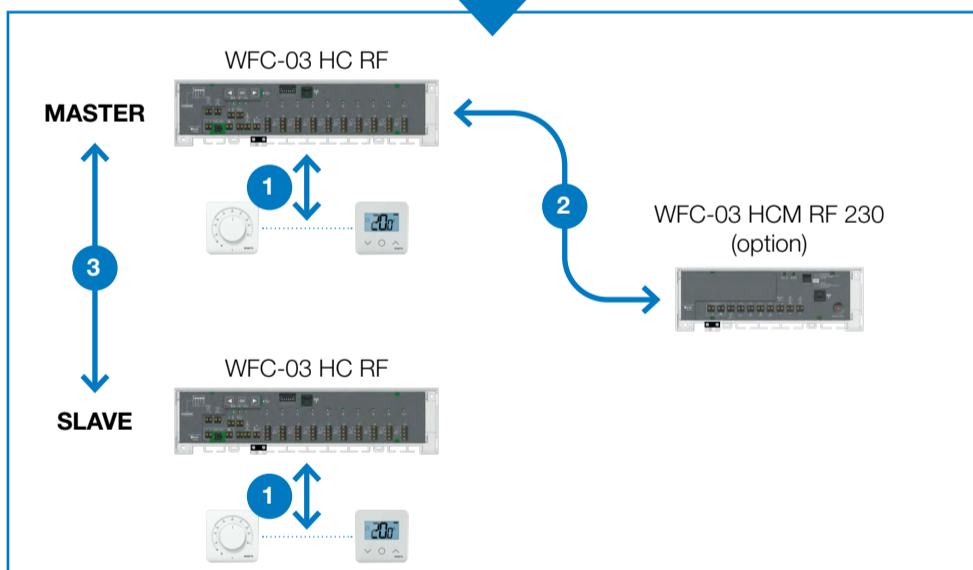 WFC-03 HC RF
MASTER
1
2
WFC-03 HCM RF 230
(option)
3
WFC-03 HC RF
SLAVE
1